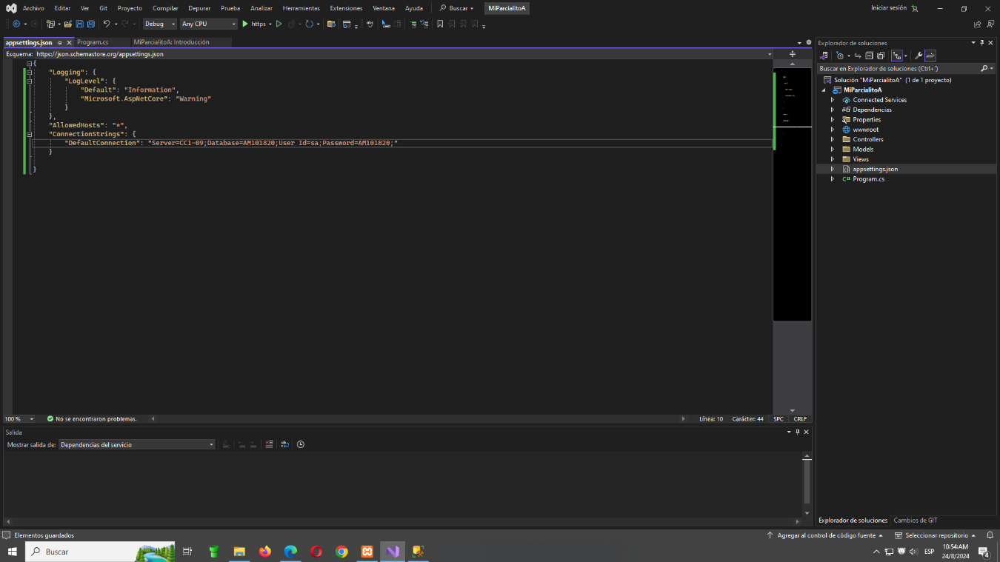 Archivo Editar Ver Git Proyecto Compilar Depurar Prueba Analizar Herramientas Extensiones Ventana Ayuda Buscar MiParcialitoA Iniciar sesión
Debug Any CPU https
appsettings.json Program.cs MiParcialitoA: Introducción
Esquema: https://json.schemastore.org/appsettings.json
{
"Logging": {
"LogLevel": {
"Default": "Information",
"Microsoft.AspNetCore": "Warning"
}
},
"AllowedHosts": "*",
"ConnectionStrings": {
"DefaultConnection": "Server=CC1-09;Database=AM101820;User Id=sa;Password=AM101820;"
}
}
100 % No se encontraron problemas. Línea: 10 Carácter: 44 SPC CRLF
Salida
Mostrar salida de: Dependencias del servicio
Explorador de soluciones
Buscar en Explorador de soluciones (Ctrl+´)
Solución "MiParcialitoA" (1 de 1 proyecto)
MiParcialitoA
Connected Services
Dependencias
Properties
wwwroot
Controllers
Models
Views
appsettings.json
C# Program.cs
Explorador de soluciones Cambios de GIT
Elementos guardados Agregar al control de código fuente Seleccionar repositorio
Buscar ESP 10:54 AM
24/8/2024 4